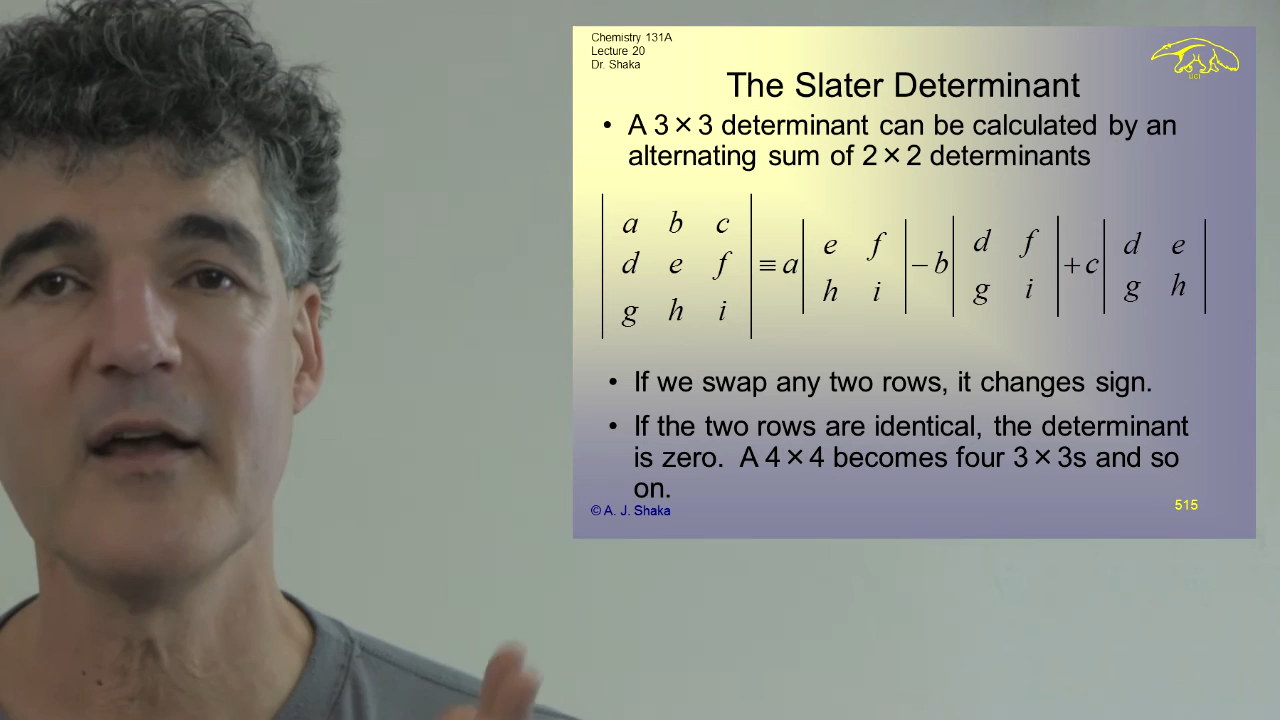 Chemistry 131A
Lecture 20
Dr. Shaka
UCI
The Slater Determinant
• A 3×3 determinant can be calculated by an
alternating sum of 2×2 determinants
| a b c |
| d e f | ≡ a | e f | − b | d f | + c | d e |
| g h i | | h i | | g i | | g h |
• If we swap any two rows, it changes sign.
• If the two rows are identical, the determinant
is zero. A 4×4 becomes four 3×3s and so
on.
© A. J. Shaka
515